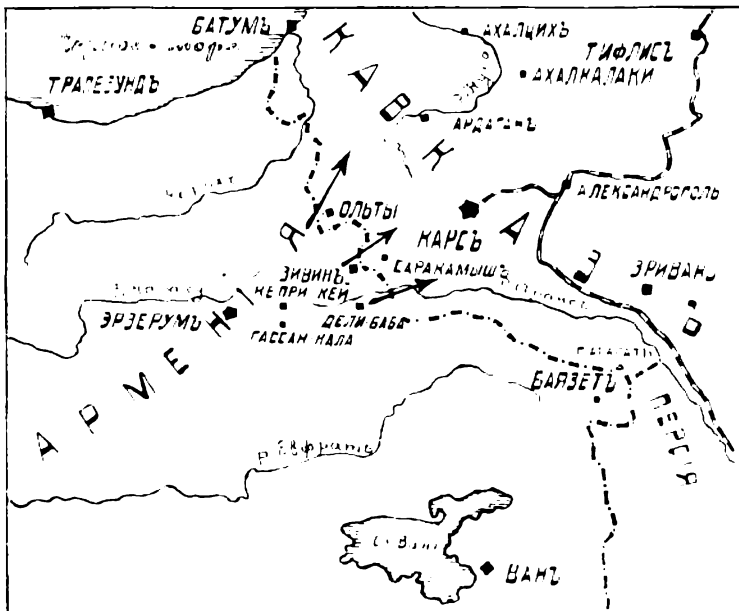 БАТУМЪ
ТРАПЕЗУНДЪ
АХАЛЦИХЪ
АХАЛКАЛАКИ
ТИФЛИСЪ
АРДАГАНЪ
АЛЕКСАНДРОПОЛЬ
ОЛЬТЫ
КАРСЪ
САРАКАМЫШЪ
КАВКАЗ
ЗИВИНЪ
КЕПРИ КЕЙ
ЭРЗЕРУМЪ
ГАССАН КАЛА
ДЕЛИ-БАБА
БАЯЗЕТЪ
АРМЕНІЯ
ПЕРСІЯ
Р. ЕВФРАТЪ
ВАНЪ